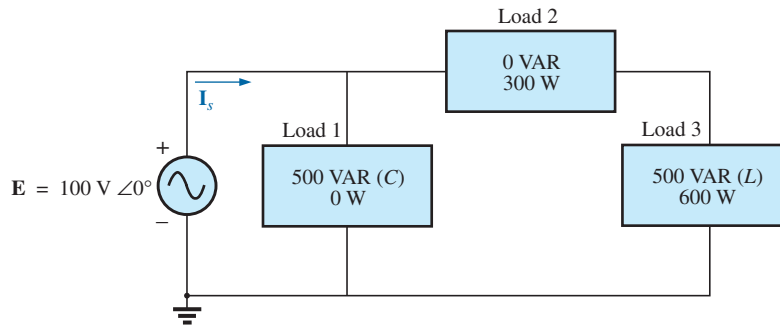 Load 2
0 VAR
300 W
I_s
Load 1
500 VAR (C)
0 W
Load 3
500 VAR (L)
600 W
+
E = 100 V ∠0°
–